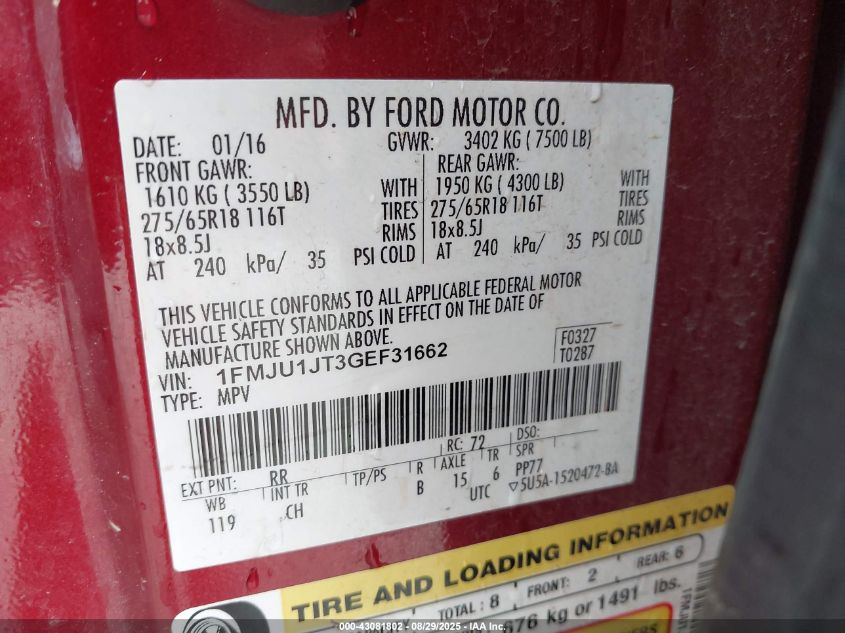 MFD. BY FORD MOTOR CO.
DATE: 01/16 GVWR: 3402 KG ( 7500 LB)
FRONT GAWR: REAR GAWR:
1610 KG ( 3550 LB) WITH 1950 KG ( 4300 LB) WITH
275/65R18 116T TIRES 275/65R18 116T TIRES
18x8.5J RIMS 18x8.5J RIMS
AT 240 kPa/ 35 PSI COLD AT 240 kPa/ 35 PSI COLD
THIS VEHICLE CONFORMS TO ALL APPLICABLE FEDERAL MOTOR
VEHICLE SAFETY STANDARDS IN EFFECT ON THE DATE OF
MANUFACTURE SHOWN ABOVE.
F0327
VIN: 1FMJU1JT3GEF31662 T0287
TYPE: MPV
RC: 72 DSO:
EXT PNT: RR TP/PS R AXLE TR SPR
WB INT TR B 15 6 PP77
119 CH UTC ▽5U5A-1520472-BA
TIRE AND LOADING INFORMATION
TOTAL: 8 FRONT: 2 REAR: 6
676 kg or 1491 lbs.
000-43081802 - 08/29/2025 - IAA Inc.